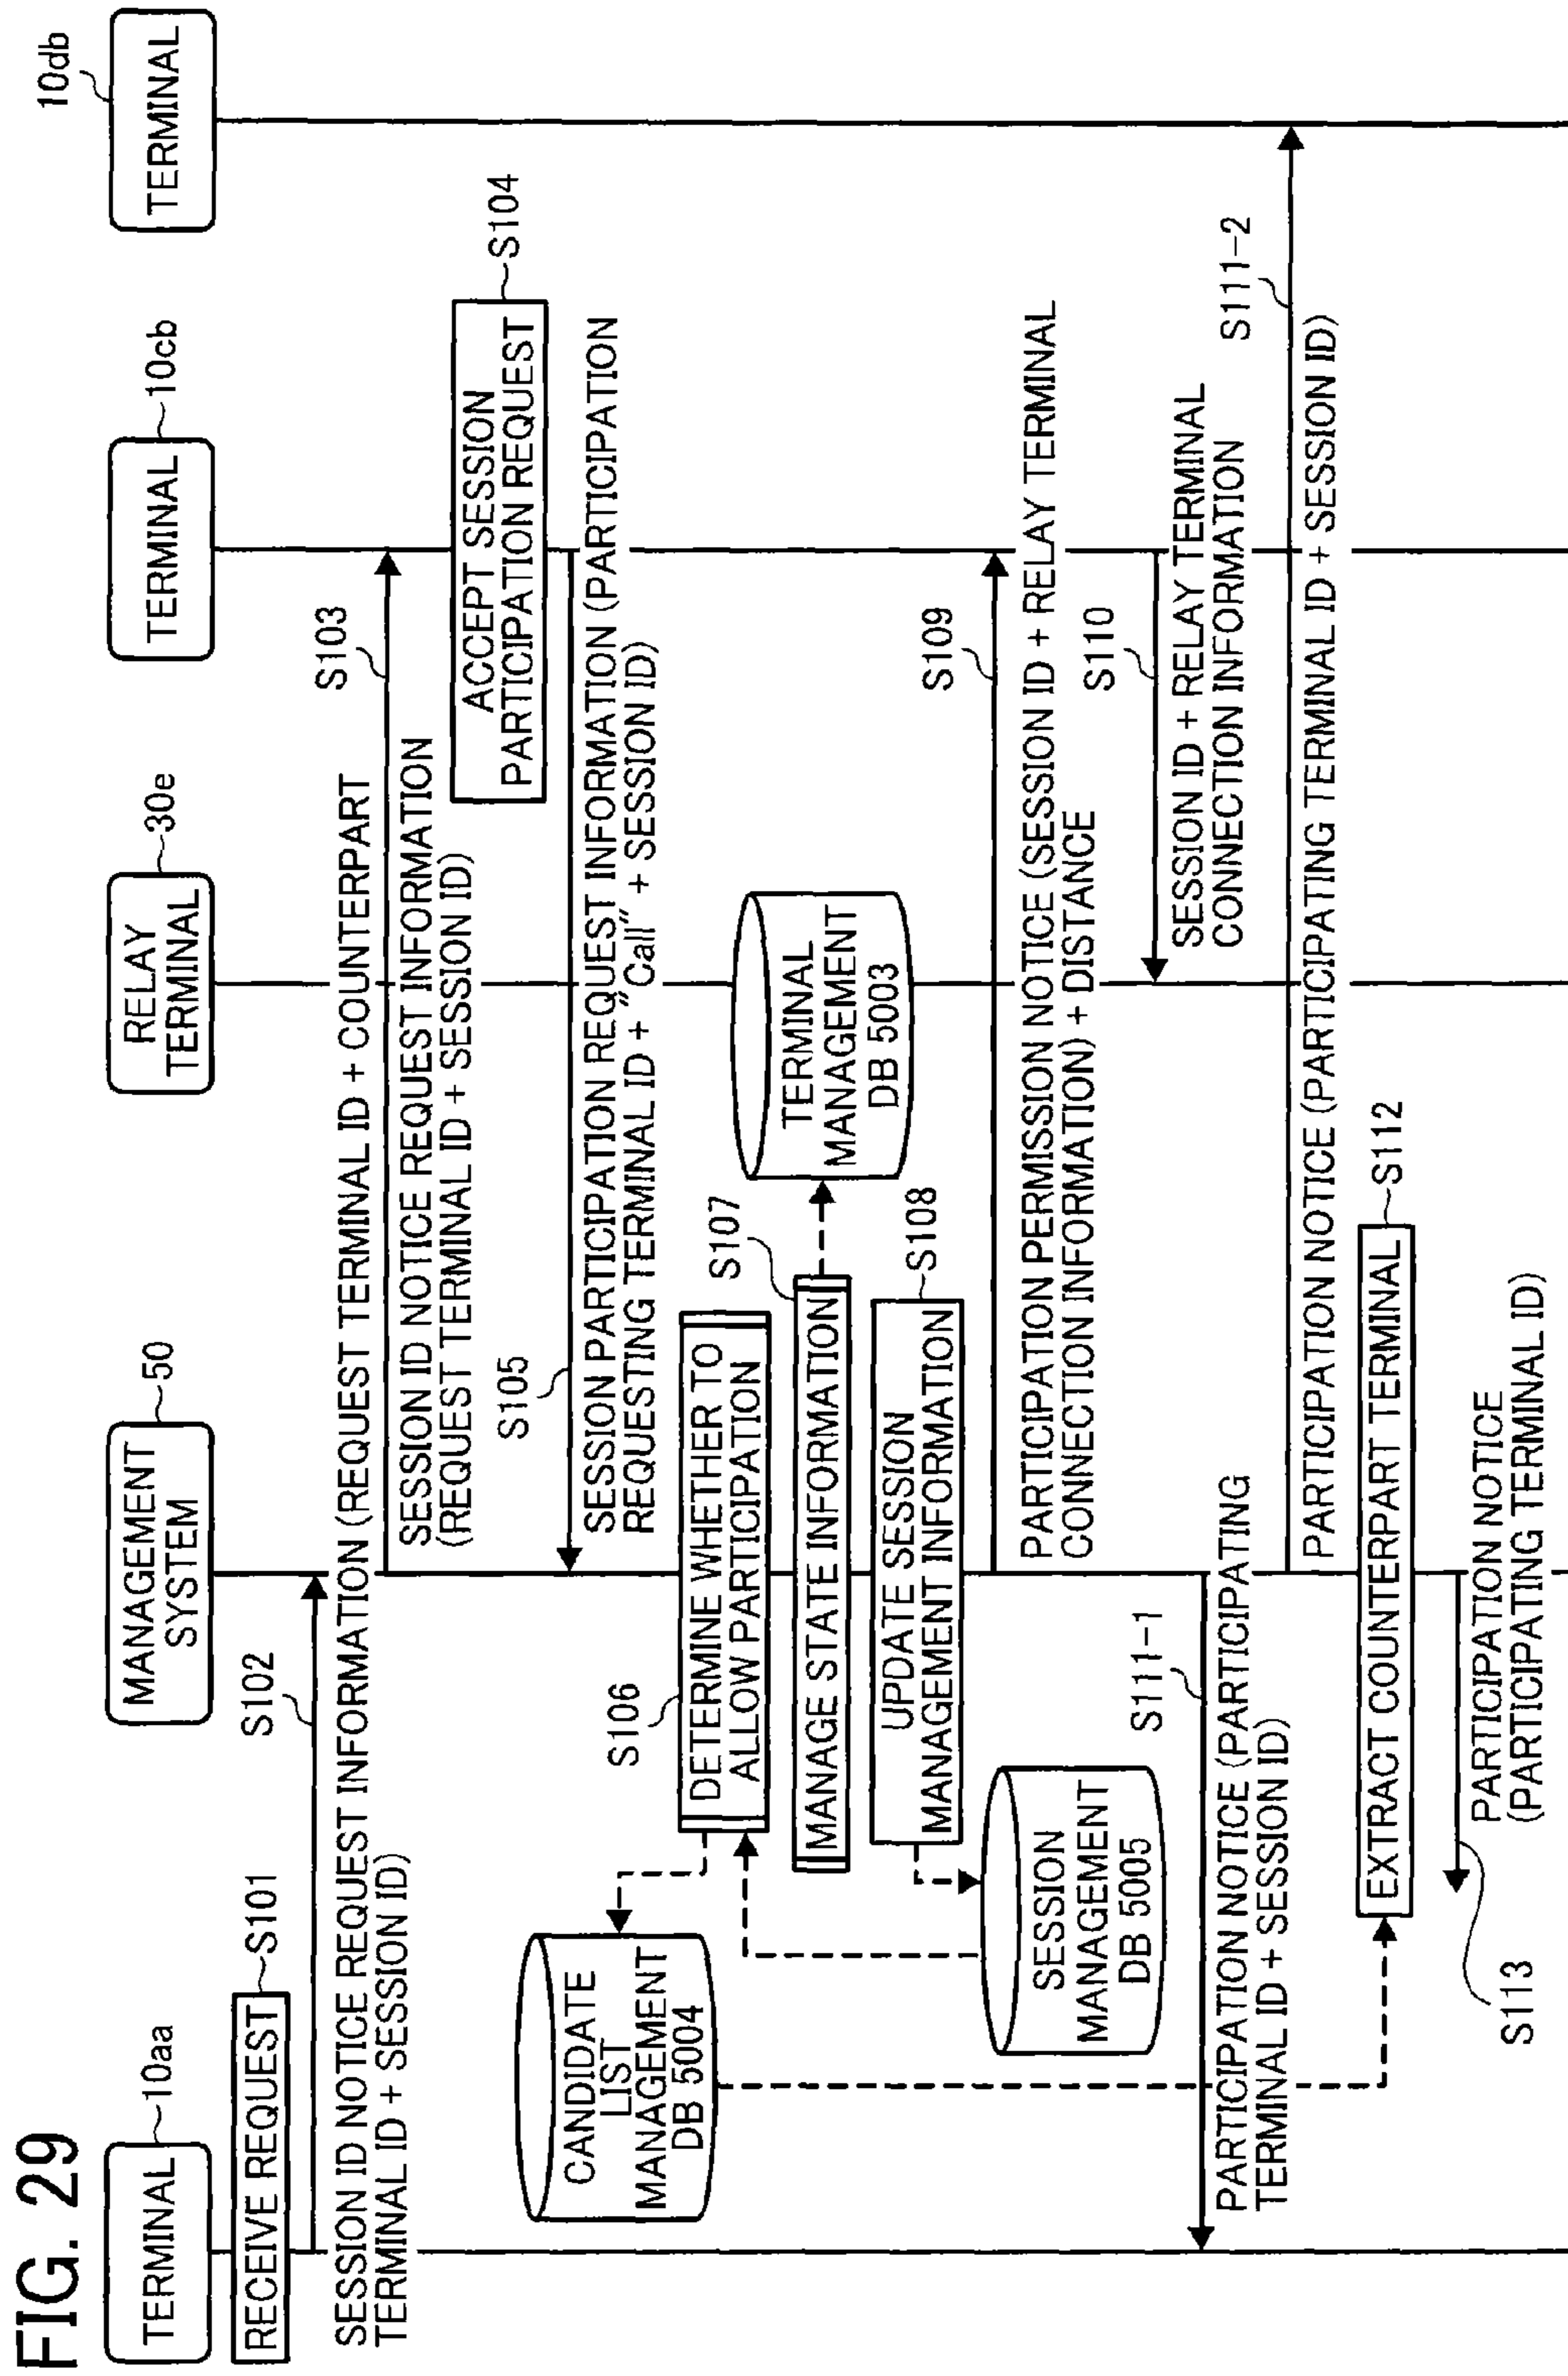 FIG. 29
TERMINAL
10aa
MANAGEMENT
SYSTEM
50
RELAY
TERMINAL
30e
TERMINAL
10cb
TERMINAL
10db
RECEIVE REQUEST
S101
S102
SESSION ID NOTICE REQUEST INFORMATION (REQUEST TERMINAL ID + COUNTERPART
TERMINAL ID + SESSION ID)
S103
SESSION ID NOTICE REQUEST INFORMATION
(REQUEST TERMINAL ID + SESSION ID)
ACCEPT SESSION
PARTICIPATION REQUEST
S104
S105
SESSION PARTICIPATION REQUEST INFORMATION (PARTICIPATION
REQUESTING TERMINAL ID + "Call" + SESSION ID)
S106
DETERMINE WHETHER TO
ALLOW PARTICIPATION
CANDIDATE
LIST
MANAGEMENT
DB 5004
S107
MANAGE STATE INFORMATION
TERMINAL
MANAGEMENT
DB 5003
UPDATE SESSION
MANAGEMENT INFORMATION
S108
SESSION
MANAGEMENT
DB 5005
S109
PARTICIPATION PERMISSION NOTICE (SESSION ID + RELAY TERMINAL
CONNECTION INFORMATION) + DISTANCE
S110
SESSION ID + RELAY TERMINAL
CONNECTION INFORMATION
S111-1
PARTICIPATION NOTICE (PARTICIPATING
TERMINAL ID + SESSION ID)
S111-2
PARTICIPATION NOTICE (PARTICIPATING TERMINAL ID + SESSION ID)
EXTRACT COUNTERPART TERMINAL
S112
S113
PARTICIPATION NOTICE
(PARTICIPATING TERMINAL ID)